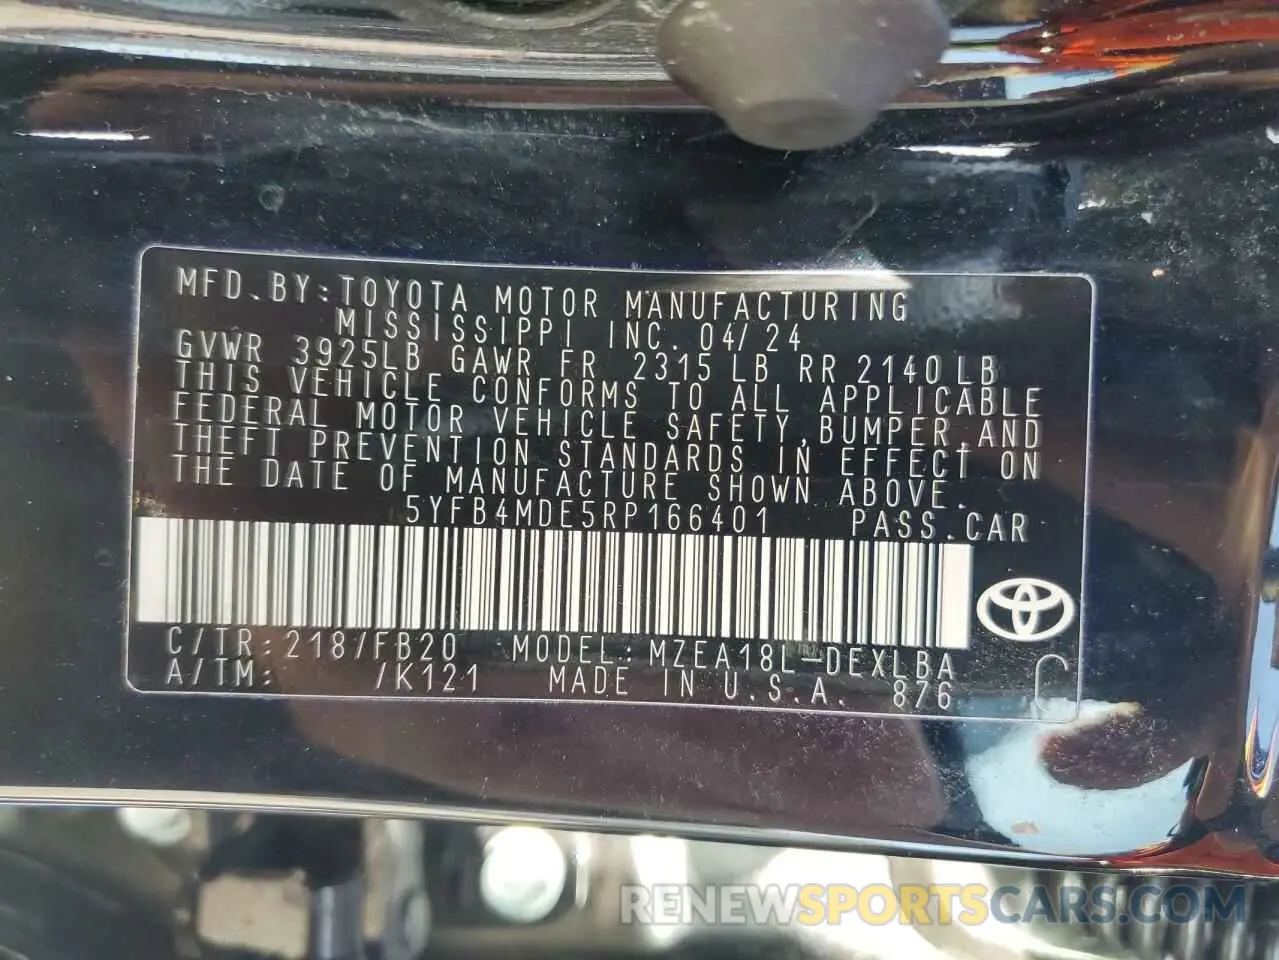 MFD.BY:TOYOTA MOTOR MANUFACTURING
MISSISSIPPI INC. 04/24
GVWR 3925LB GAWR FR 2315LB RR 2140LB
THIS VEHICLE CONFORMS TO ALL APPLICABLE
FEDERAL MOTOR VEHICLE SAFETY,BUMPER,AND
THEFT PREVENTION STANDARDS IN EFFECT ON
THE DATE OF MANUFACTURE SHOWN ABOVE.
5YFB4MDE5RP166401 PASS.CAR
C/TR:218/FB20 MODEL:MZEA18L-DEXLBA
A/TM: /K121 MADE IN U.S.A. 876
RENEWSPORTSCARS.COM